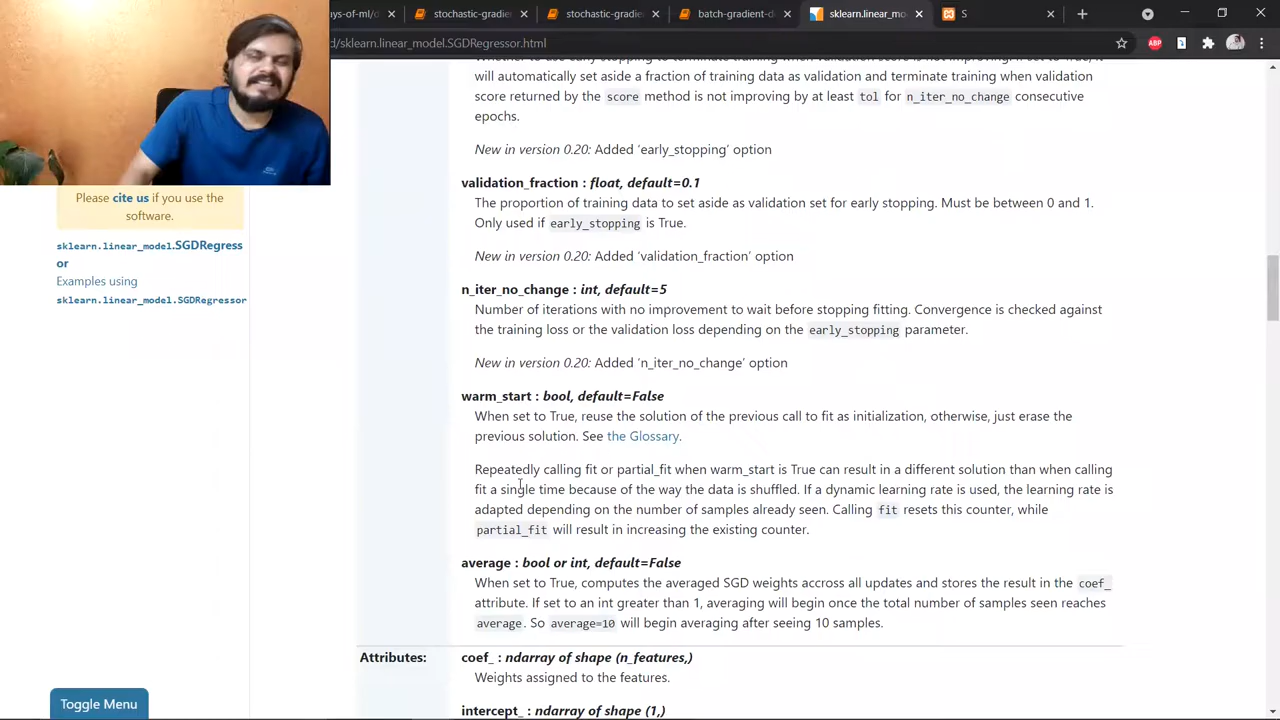 ays-of-ml/d
stochastic-gradie
stochastic-gradie
batch-gradient-de
sklearn.linear_mo
S
d/sklearn.linear_model.SGDRegressor.html
ABP
Whether to use early stopping to terminate training when validation score is not improving. If set to True, it
will automatically set aside a fraction of training data as validation and terminate training when validation
score returned by the score method is not improving by at least tol for n_iter_no_change consecutive
epochs.
New in version 0.20: Added 'early_stopping' option
Please cite us if you use the
software.
sklearn.linear_model.SGDRegress
or
Examples using
sklearn.linear_model.SGDRegressor
validation_fraction : float, default=0.1
The proportion of training data to set aside as validation set for early stopping. Must be between 0 and 1.
Only used if early_stopping is True.
New in version 0.20: Added 'validation_fraction' option
n_iter_no_change : int, default=5
Number of iterations with no improvement to wait before stopping fitting. Convergence is checked against
the training loss or the validation loss depending on the early_stopping parameter.
New in version 0.20: Added 'n_iter_no_change' option
warm_start : bool, default=False
When set to True, reuse the solution of the previous call to fit as initialization, otherwise, just erase the
previous solution. See the Glossary.
Repeatedly calling fit or partial_fit when warm_start is True can result in a different solution than when calling
fit a single time because of the way the data is shuffled. If a dynamic learning rate is used, the learning rate is
adapted depending on the number of samples already seen. Calling fit resets this counter, while
partial_fit will result in increasing the existing counter.
average : bool or int, default=False
When set to True, computes the averaged SGD weights accross all updates and stores the result in the coef_
attribute. If set to an int greater than 1, averaging will begin once the total number of samples seen reaches
average. So average=10 will begin averaging after seeing 10 samples.
Attributes:
coef_ : ndarray of shape (n_features,)
Weights assigned to the features.
intercept_ : ndarray of shape (1,)
Toggle Menu